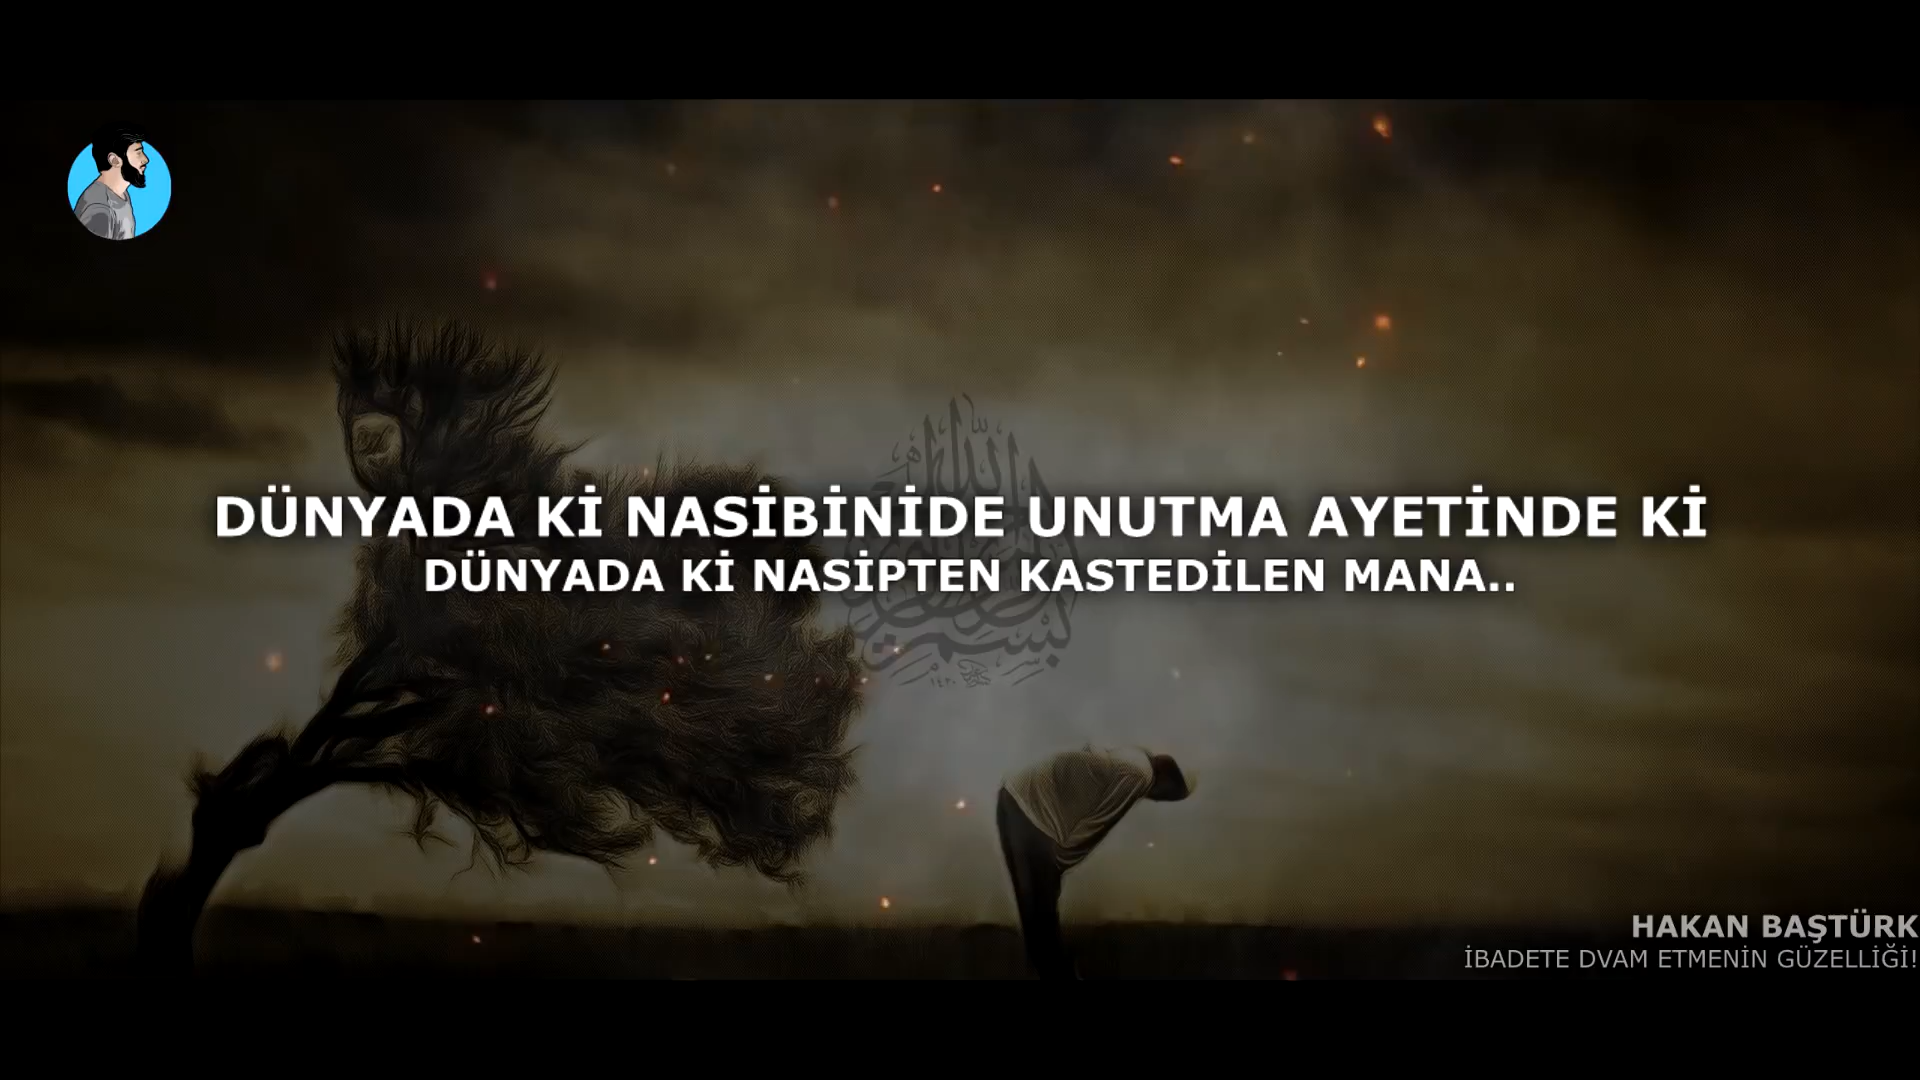 DÜNYADA Kİ NASİBİNİDE UNUTMA AYETİNDE Kİ
DÜNYADA Kİ NASİPTEN KASTEDİLEN MANA..
HAKAN BAŞTÜRK
İBADETE DVAM ETMENİN GÜZELLİĞİ!